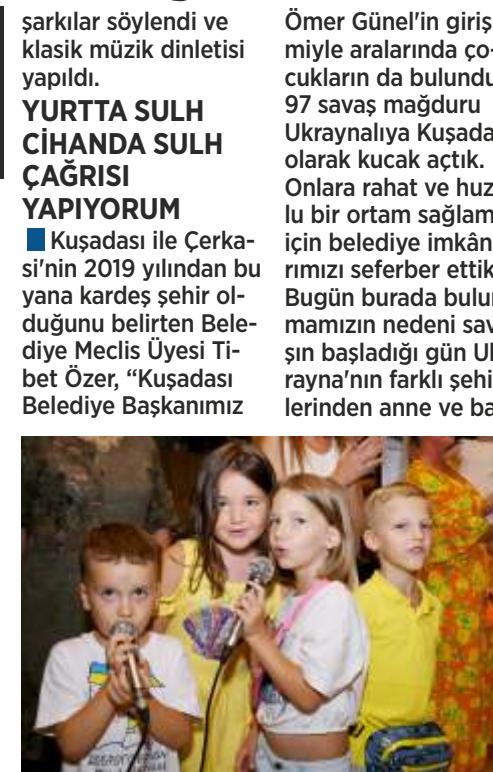 şarkılar söylendi ve
klasik müzik dinletisi
yapıldı.
YURTTA SULH
CİHANDA SULH
ÇAĞRISI
YAPIYORUM
Kuşadası ile Çerka-
si'nin 2019 yılından bu
yana kardeş şehir ol-
duğunu belirten Bele-
diye Meclis Üyesi Ti-
bet Özer, “Kuşadası
Belediye Başkanımız
Ömer Günel'in giriş
miyle aralarında ço-
cukların da bulundu
97 savaş mağduru
Ukraynalıya Kuşada
olarak kucak açtık.
Onlara rahat ve huz
lu bir ortam sağlam
için belediye imkân
rımızı seferber ettik
Bugün burada bulun
mamızın nedeni sav
şın başladığı gün Uk
rayna'nın farklı şehi
lerinden anne ve ba